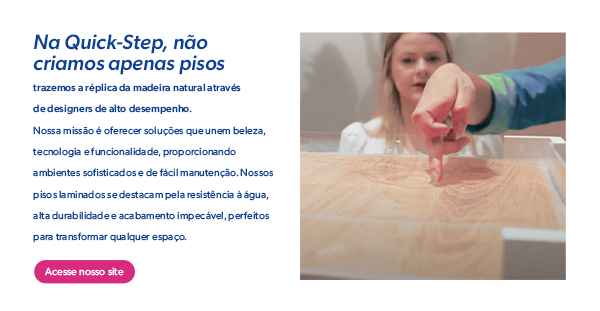 Na Quick-Step, não
criamos apenas pisos
trazemos a réplica da madeira natural através
de designers de alto desempenho.
Nossa missão é oferecer soluções que unem beleza,
tecnologia e funcionalidade, proporcionando
ambientes sofisticados e de fácil manutenção. Nossos
pisos laminados se destacam pela resistência à água,
alta durabilidade e acabamento impecável, perfeitos
para transformar qualquer espaço.
Acesse nosso site